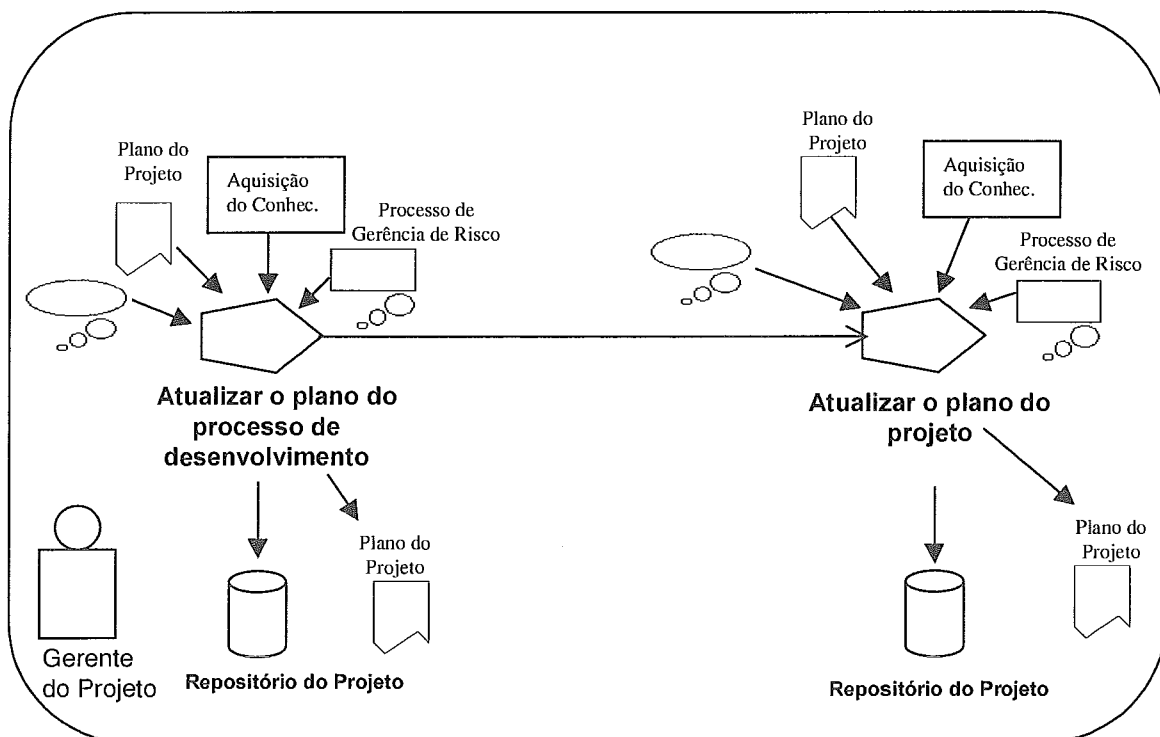 Plano do
Projeto
Aquisição
do Conhec.
Processo de
Gerência de Risco
Atualizar o plano do
processo de
desenvolvimento
Plano do
Projeto
Aquisição
do Conhec.
Processo de
Gerência de Risco
Atualizar o plano do
projeto
Gerente
do Projeto
Repositório do Projeto
Plano do
Projeto
Repositório do Projeto
Plano do
Projeto